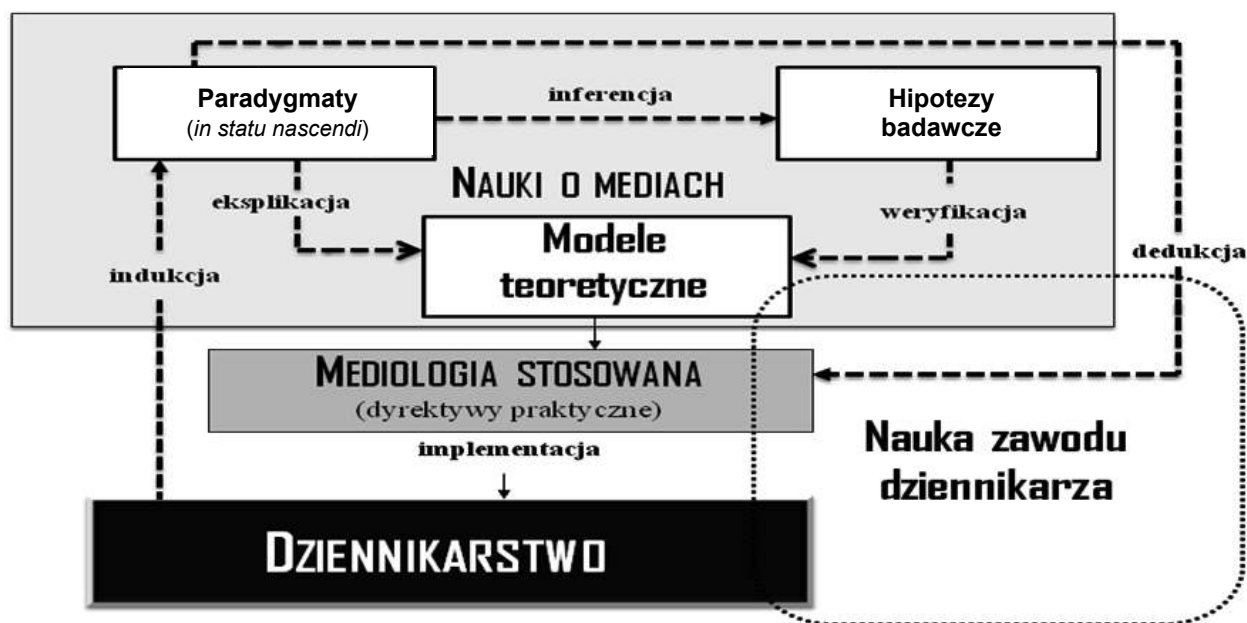 Paradygmaty
(in statu nascendi)
inferencja
Hipotezy
badawcze
NAUKI O MEDIACH
eksplikacja
weryfikacja
Modele
teoretyczne
indukcja
dedukcja
MEDIOLOGIA STOSOWANA
(dyrektywy praktyczne)
implementacja
Nauka zawodu
dziennikarza
DZIENNIKARSTWO